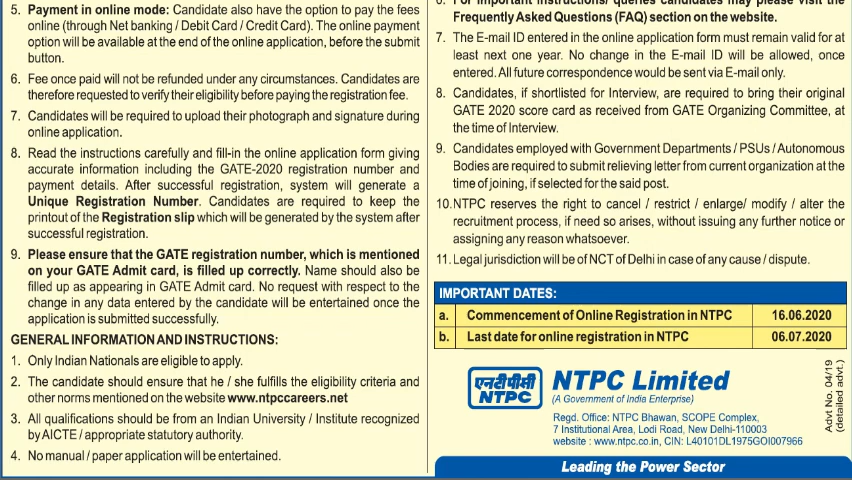 5. Payment in online mode: Candidate also have the option to pay the fees
online (through Net banking / Debit Card / Credit Card). The online payment
option will be available at the end of the online application, before the submit
button.
6. Fee once paid will not be refunded under any circumstances. Candidates are
therefore requested to verify their eligibility before paying the registration fee.
7. Candidates will be required to upload their photograph and signature during
online application.
8. Read the instructions carefully and fill-in the online application form giving
accurate information including the GATE-2020 registration number and
payment details. After successful registration, system will generate a
Unique Registration Number. Candidates are required to keep the
printout of the Registration slip which will be generated by the system after
successful registration.
9. Please ensure that the GATE registration number, which is mentioned
on your GATE Admit card, is filled up correctly. Name should also be
filled up as appearing in GATE Admit card. No request with respect to the
change in any data entered by the candidate will be entertained once the
application is submitted successfully.
GENERAL INFORMATION AND INSTRUCTIONS:
1. Only Indian Nationals are eligible to apply.
2. The candidate should ensure that he / she fulfills the eligibility criteria and
other norms mentioned on the website www.ntpccareers.net
3. All qualifications should be from an Indian University / Institute recognized
by AICTE / appropriate statutory authority.
4. No manual / paper application will be entertained.
6. For important instructions/ queries candidates may please visit the
Frequently Asked Questions (FAQ) section on the website.
7. The E-mail ID entered in the online application form must remain valid for at
least next one year. No change in the E-mail ID will be allowed, once
entered. All future correspondence would be sent via E-mail only.
8. Candidates, if shortlisted for Interview, are required to bring their original
GATE 2020 score card as received from GATE Organizing Committee, at
the time of Interview.
9. Candidates employed with Government Departments / PSUs / Autonomous
Bodies are required to submit relieving letter from current organization at the
time of joining, if selected for the said post.
10. NTPC reserves the right to cancel / restrict / enlarge/ modify / alter the
recruitment process, if need so arises, without issuing any further notice or
assigning any reason whatsoever.
11. Legal jurisdiction will be of NCT of Delhi in case of any cause / dispute.
IMPORTANT DATES:
a. Commencement of Online Registration in NTPC 16.06.2020
b. Last date for online registration in NTPC 06.07.2020
एनटीपीसी
NTPC
NTPC Limited
(A Government of India Enterprise)
Regd. Office: NTPC Bhawan, SCOPE Complex,
7 Institutional Area, Lodi Road, New Delhi-110003
website : www.ntpc.co.in, CIN: L40101DL1975GOI007966
Advt No. 04/19
(detailed advt.)
Leading the Power Sector